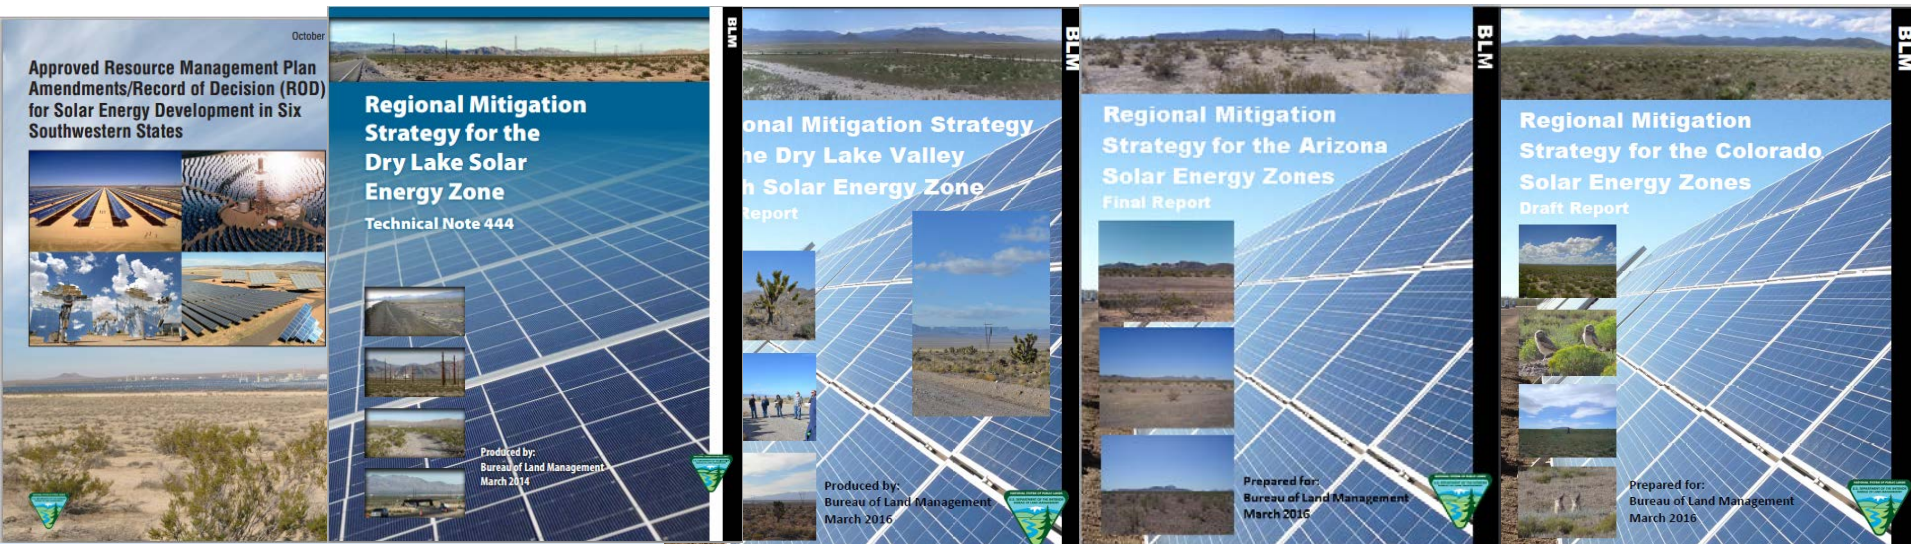 October
Approved Resource Management Plan
Amendments/Record of Decision (ROD)
for Solar Energy Development in Six
Southwestern States
Regional Mitigation
Strategy for the
Dry Lake Solar
Energy Zone
Technical Note 444
Produced by:
Bureau of Land Management
March 2014
BLM
onal Mitigation Strategy
he Dry Lake Valley
h Solar Energy Zone
Report
Produced by:
Bureau of Land Management
March 2016
BLM
Regional Mitigation
Strategy for the Arizona
Solar Energy Zones
Final Report
Prepared for:
Bureau of Land Management
March 2016
BLM
Regional Mitigation
Strategy for the Colorado
Solar Energy Zones
Draft Report
Prepared for:
Bureau of Land Management
March 2016
BLM